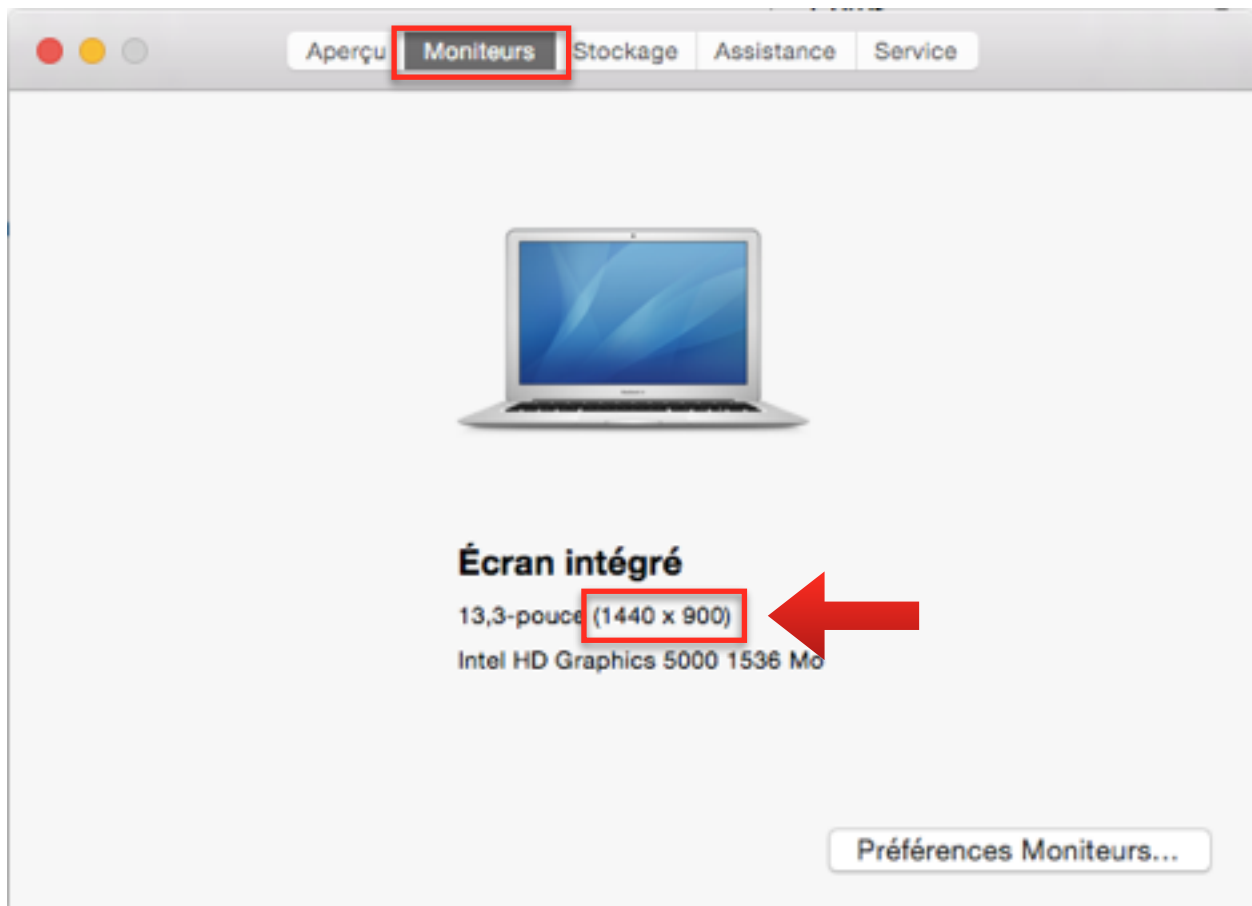 Aperçu Moniteurs Stockage Assistance Service
Écran intégré
13,3-pouce (1440 x 900)
Intel HD Graphics 5000 1536 Mo
Préférences Moniteurs...